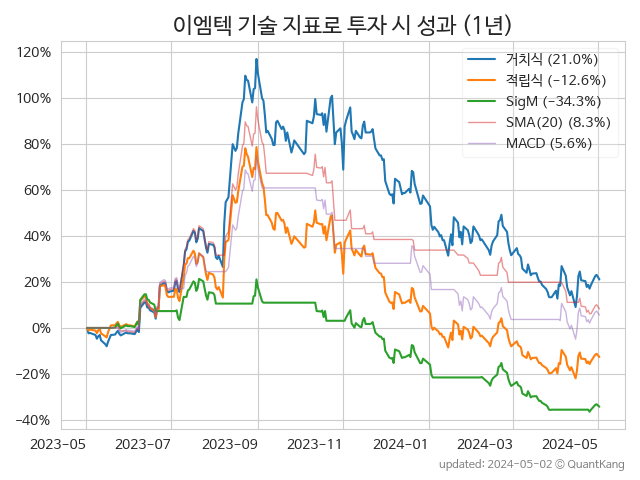 이엠텍 기술 지표로 투자 시 성과 (1년)
120%
100%
80%
60%
40%
20%
0%
−20%
−40%
거치식 (21.0%)
적립식 (−12.6%)
SigM (−34.3%)
SMA(20) (8.3%)
MACD (5.6%)
2023-05 2023-07 2023-09 2023-11 2024-01 2024-03 2024-05
updated: 2024-05-02 © QuantKang